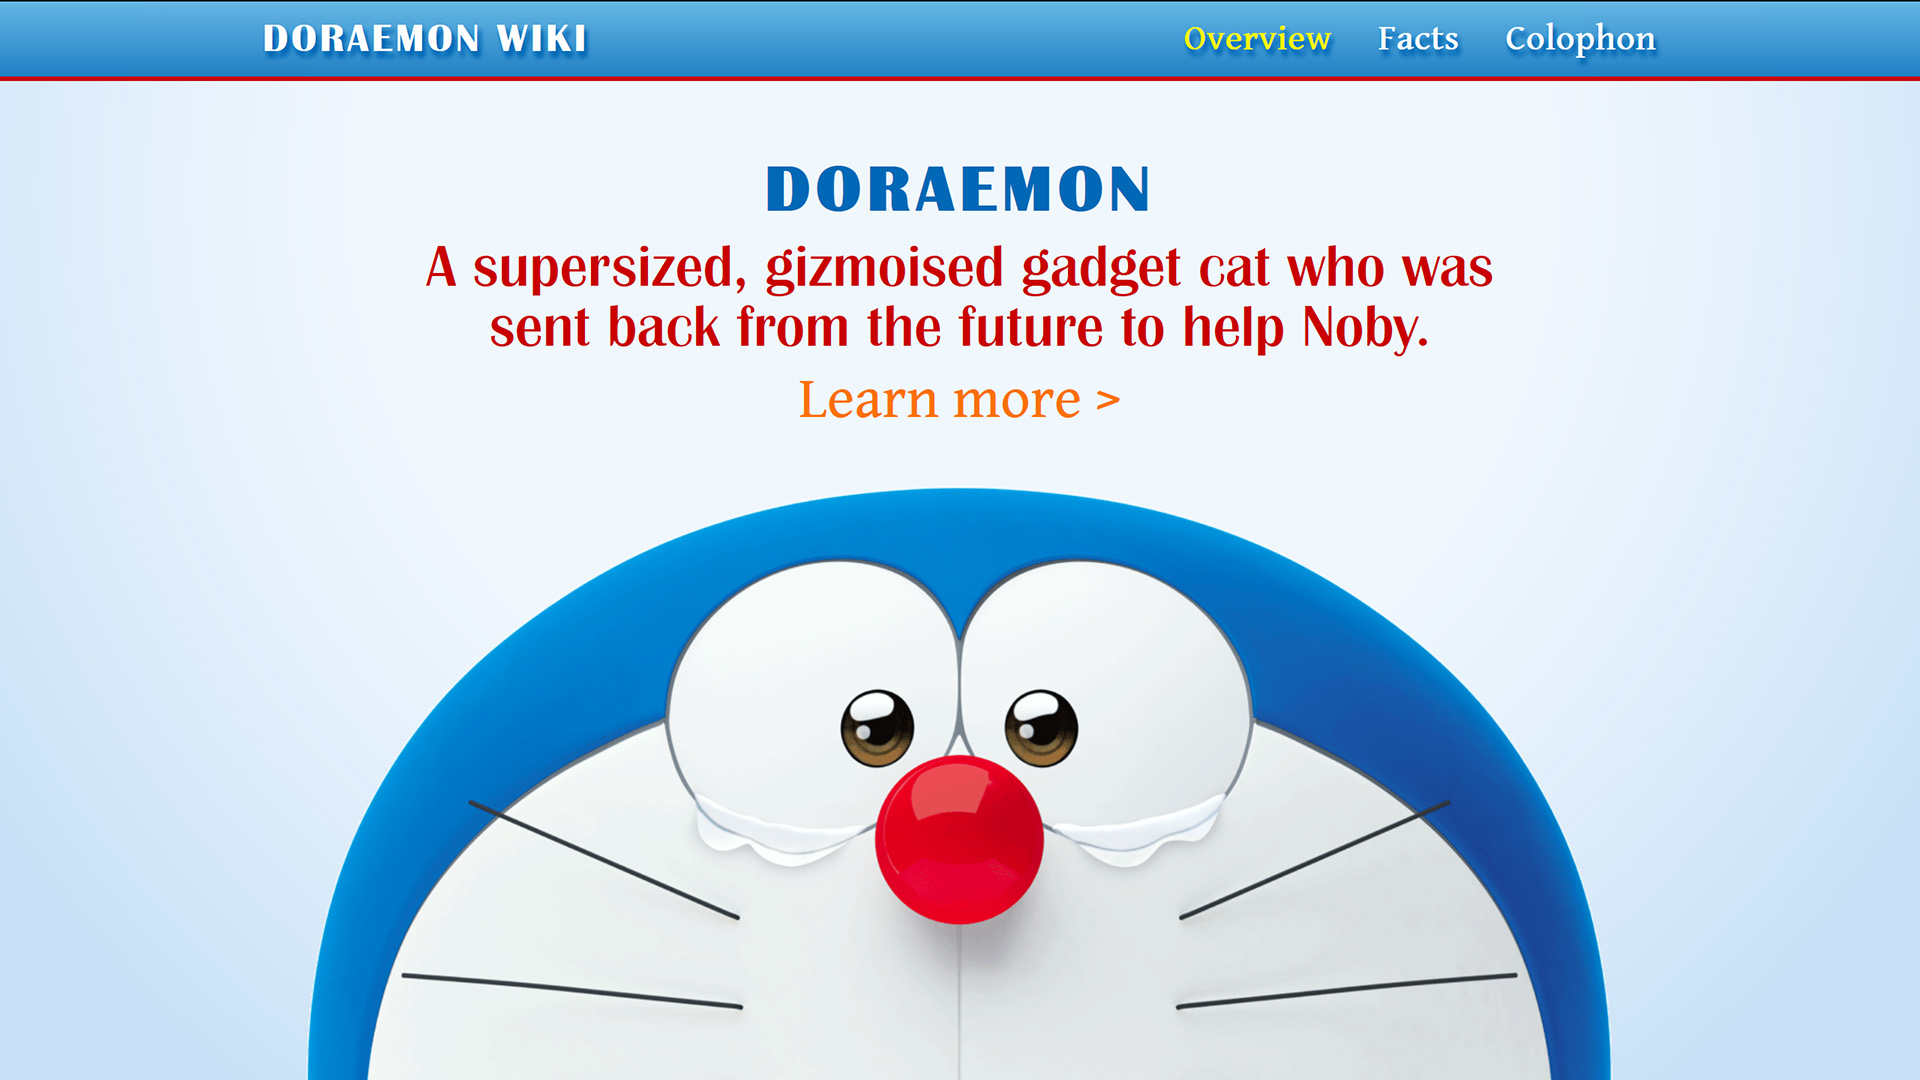 DORAEMON WIKI
Overview
Facts
Colophon
DORAEMON
A supersized, gizmoised gadget cat who was
sent back from the future to help Noby.
Learn more >